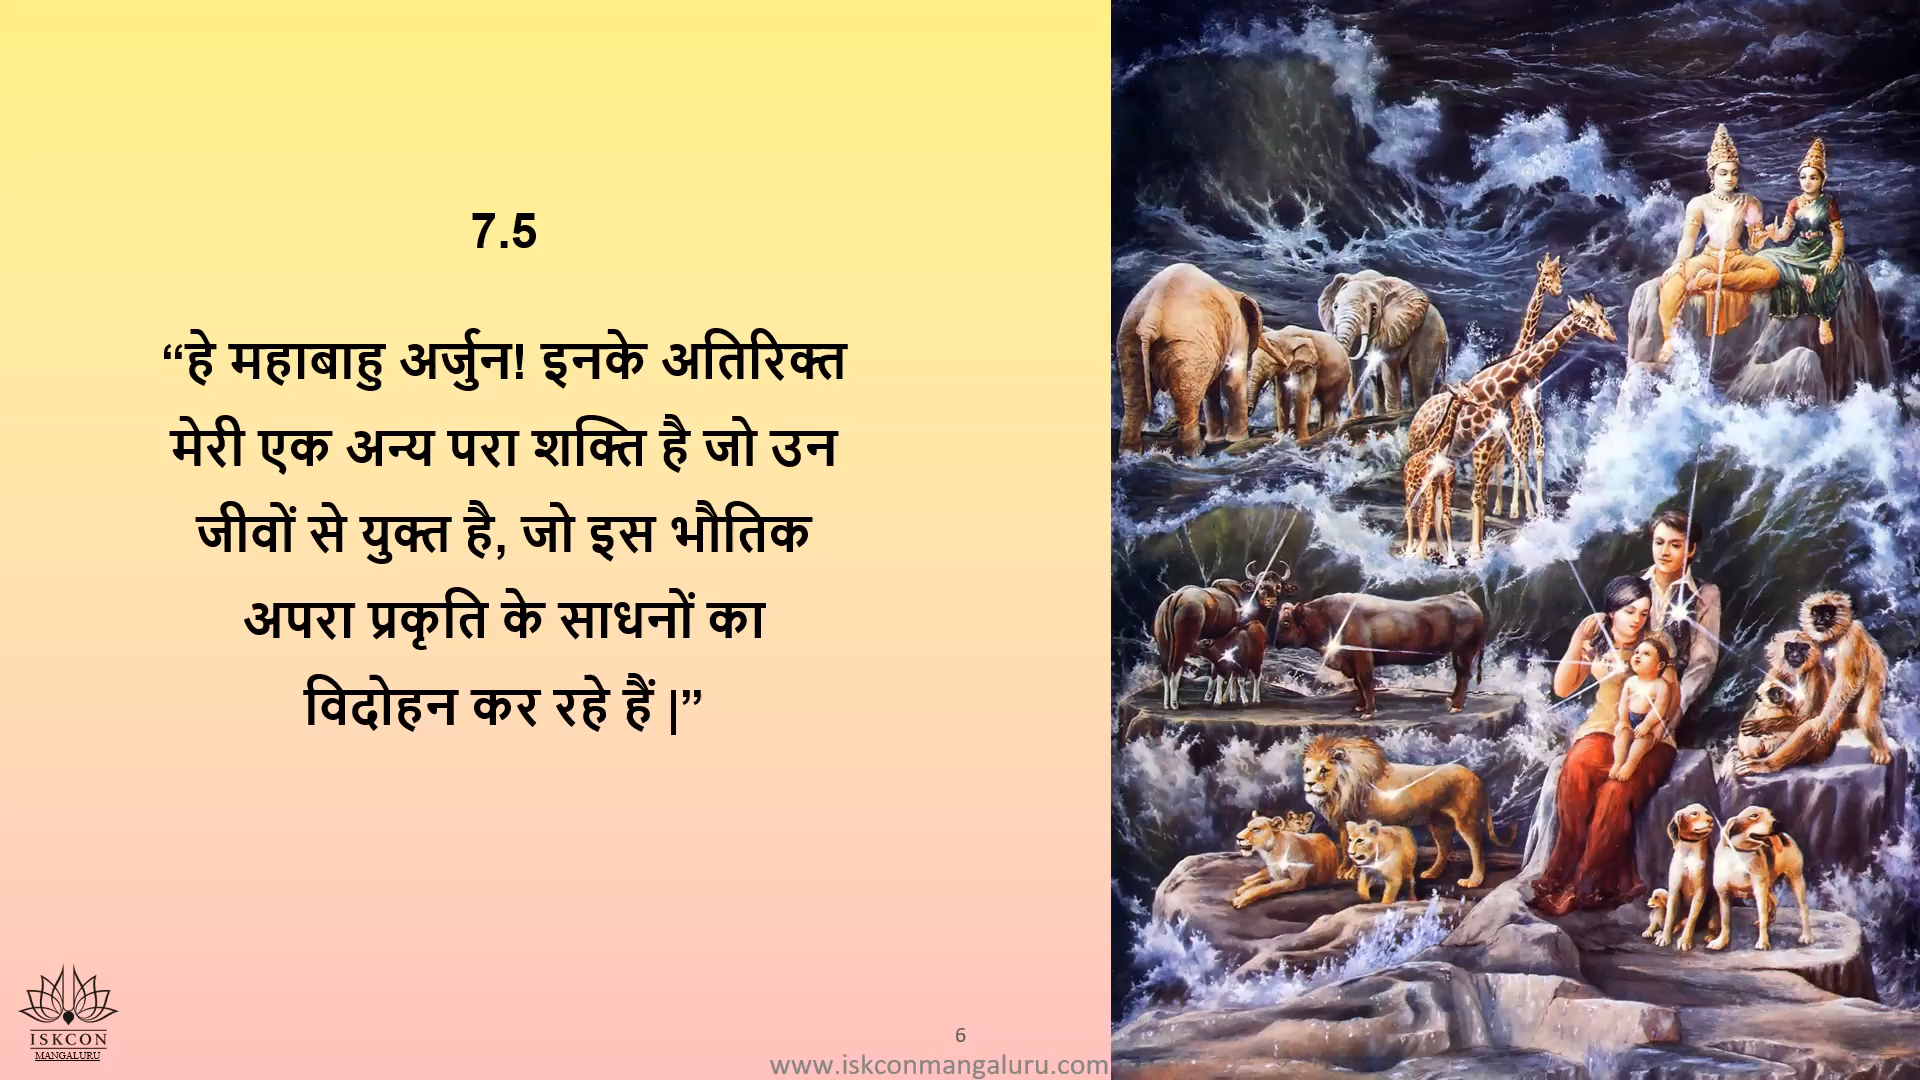 7.5
“हे महाबाहु अर्जुन! इनके अतिरिक्त
मेरी एक अन्य परा शक्ति है जो उन
जीवों से युक्त है, जो इस भौतिक
अपरा प्रकृति के साधनों का
विदोहन कर रहे हैं |”
ISKCON
MANGALURU
6
www.iskconmangaluru.com